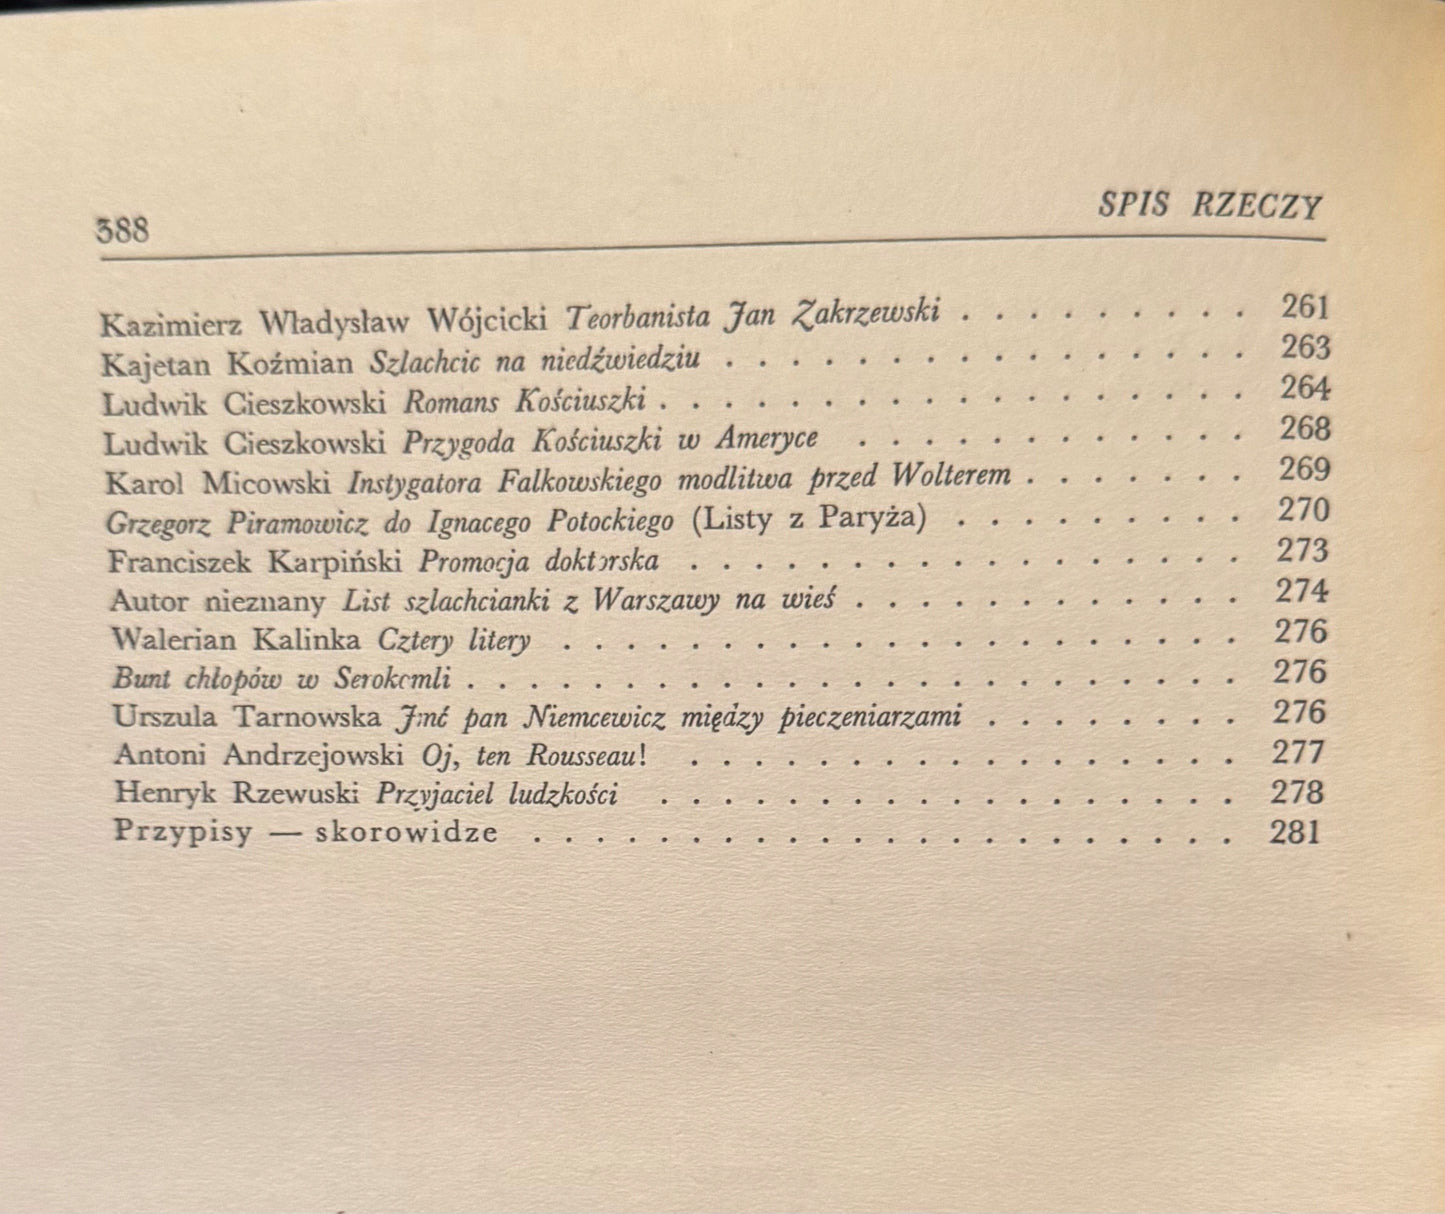 388 SPIS RZECZY
Kazimierz Władysław Wójcicki Teorbanista Jan Zakrzewski . . . . . . . . . 261
Kajetan Koźmian Szlachcic na niedźwiedziu . . . . . . . . . . . . . . . . 263
Ludwik Cieszkowski Romans Kościuszki . . . . . . . . . . . . . . . . . . 264
Ludwik Cieszkowski Przygoda Kościuszki w Ameryce . . . . . . . . . . . . 268
Karol Micowski Instygatora Falkowskiego modlitwa przed Wolterem . . . . . . . 269
Grzegorz Piramowicz do Ignacego Potockiego (Listy z Paryża) . . . . . . . . . 270
Franciszek Karpiński Promocja doktorska . . . . . . . . . . . . . . . . . 273
Autor nieznany List szlachcianki z Warszawy na wieś . . . . . . . . . . . . 274
Walerian Kalinka Cztery litery . . . . . . . . . . . . . . . . . . . . . 276
Bunt chłopów w Serokomli . . . . . . . . . . . . . . . . . . . . . . . . 276
Urszula Tarnowska Jmć pan Niemcewicz między pieczeniarzami . . . . . . . . 276
Antoni Andrzejowski Oj, ten Rousseau! . . . . . . . . . . . . . . . . . 277
Henryk Rzewuski Przyjaciel ludzkości . . . . . . . . . . . . . . . . . . 278
Przypisy — skorowidze . . . . . . . . . . . . . . . . . . . . . . 281